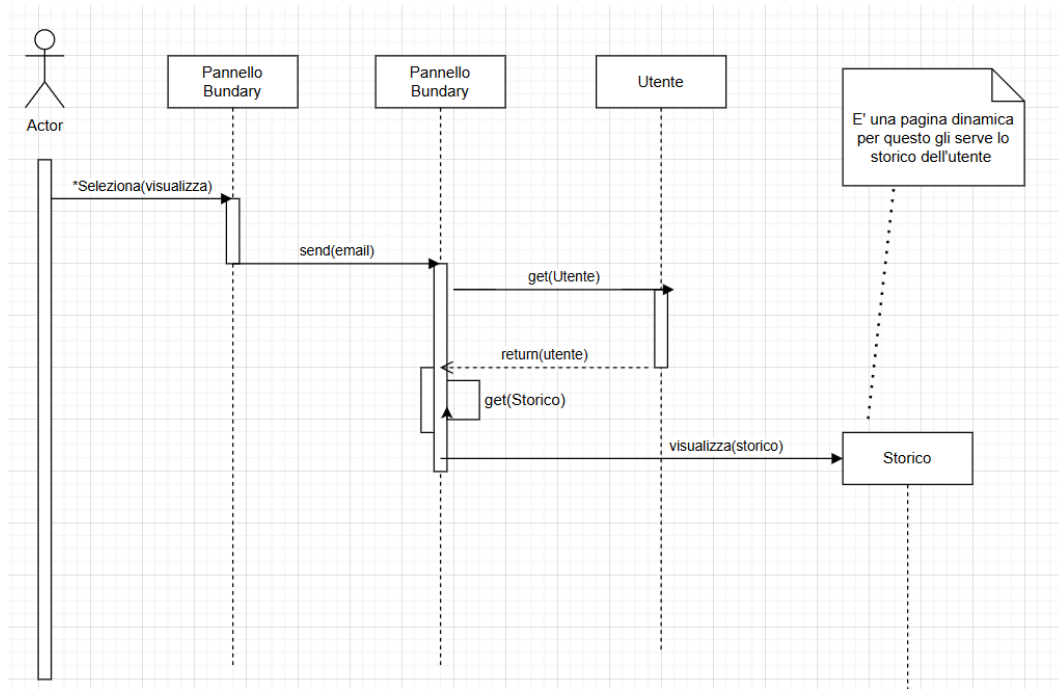 Pannello
Bundary
Pannello
Bundary
Utente
E' una pagina dinamica
per questo gli serve lo
storico dell'utente
Actor
*Seleziona(visualizza)
send(email)
get(Utente)
return(utente)
get(Storico)
visualizza(storico)
Storico